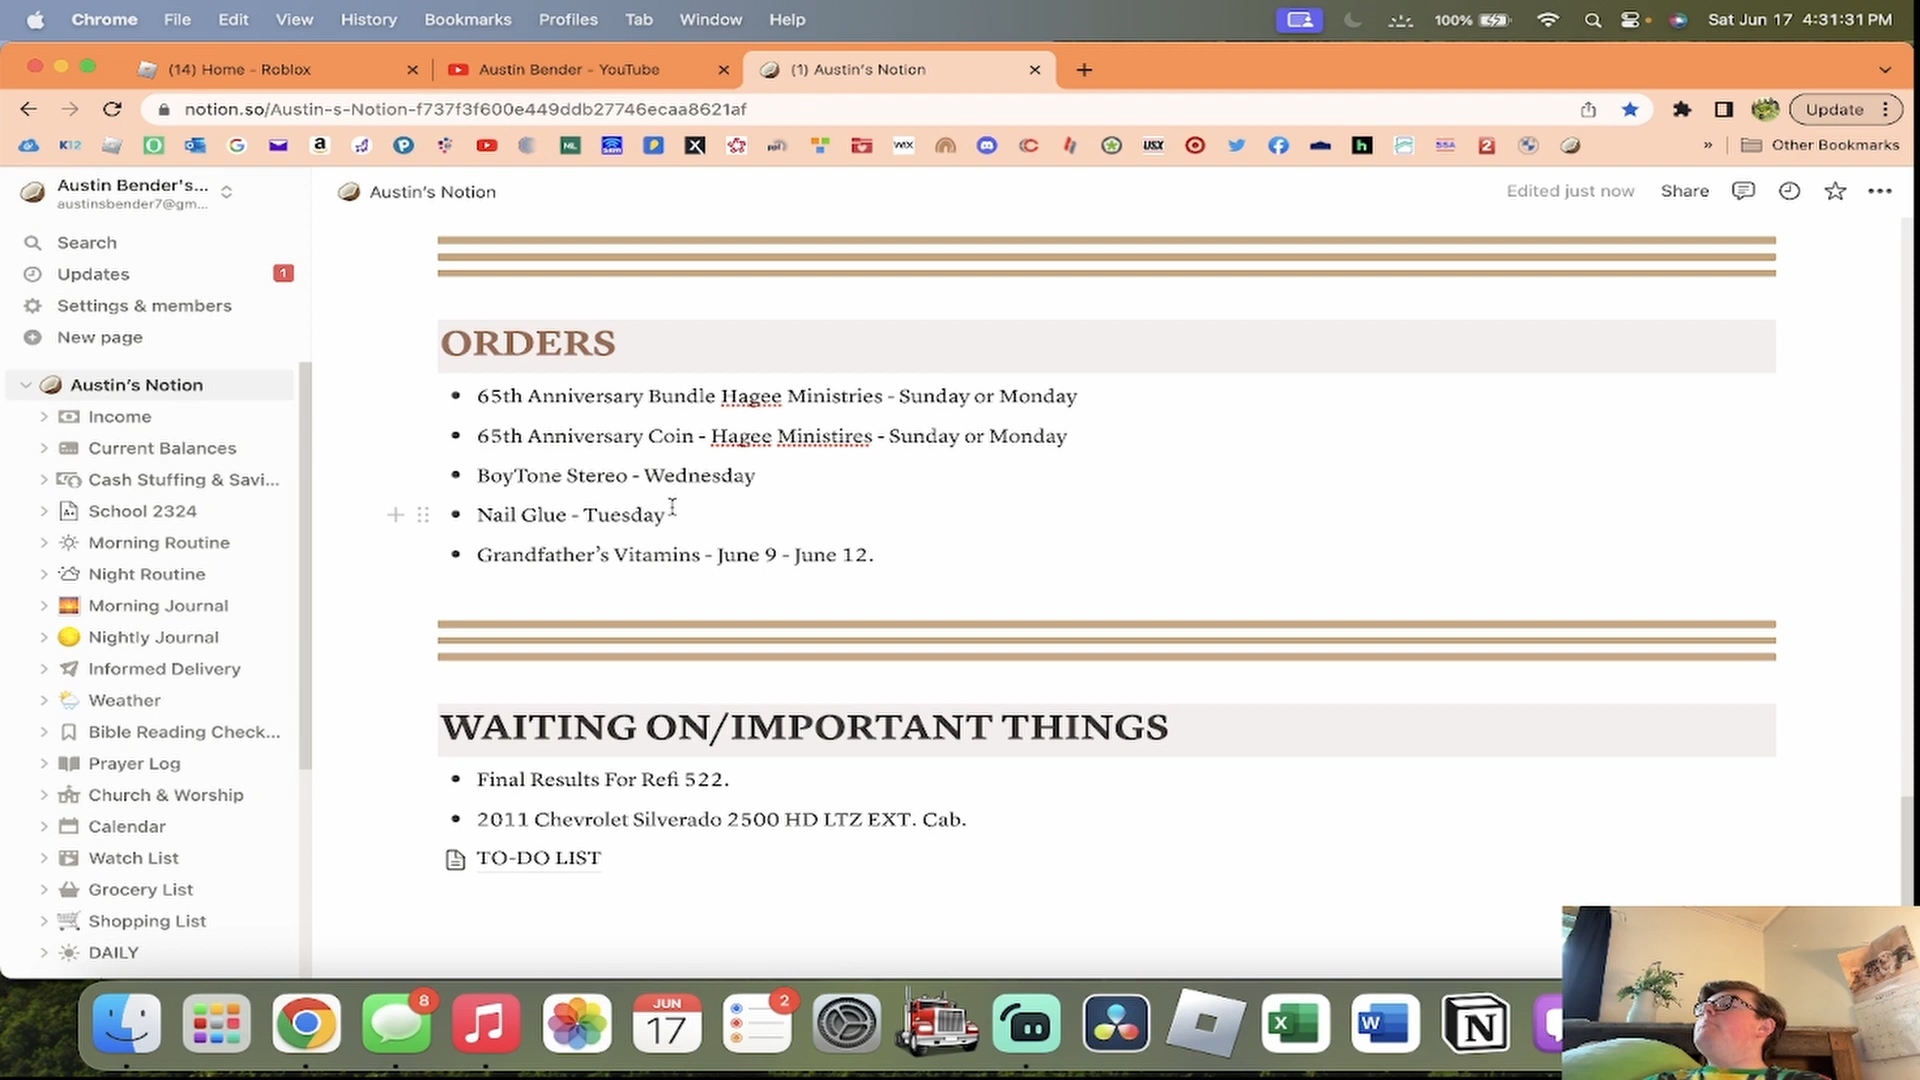 Chrome File Edit View History Bookmarks Profiles Tab Window Help 100% Sat Jun 17 4:31:31 PM
(14) Home - Roblox
Austin Bender - YouTube
(1) Austin's Notion
notion.so/Austin-s-Notion-f737f3f600e449ddb27746ecaa8621af
Update
K12 a P NL X WIX USX h SSA 2 » Other Bookmarks
Austin Bender's...
austinsbender7@gm...
Austin's Notion
Edited just now Share
Search
Updates 1
Settings & members
New page
Austin's Notion
Income
Current Balances
Cash Stuffing & Savi...
School 2324
Morning Routine
Night Routine
Morning Journal
Nightly Journal
Informed Delivery
Weather
Bible Reading Check...
Prayer Log
Church & Worship
Calendar
Watch List
Grocery List
Shopping List
DAILY
ORDERS
65th Anniversary Bundle Hagee Ministries - Sunday or Monday
65th Anniversary Coin - Hagee Ministires - Sunday or Monday
BoyTone Stereo - Wednesday
Nail Glue - Tuesday
Grandfather's Vitamins - June 9 - June 12.
WAITING ON/IMPORTANT THINGS
Final Results For Refi 522.
2011 Chevrolet Silverado 2500 HD LTZ EXT. Cab.
TO-DO LIST
8
JUN
17
2
X
W
N